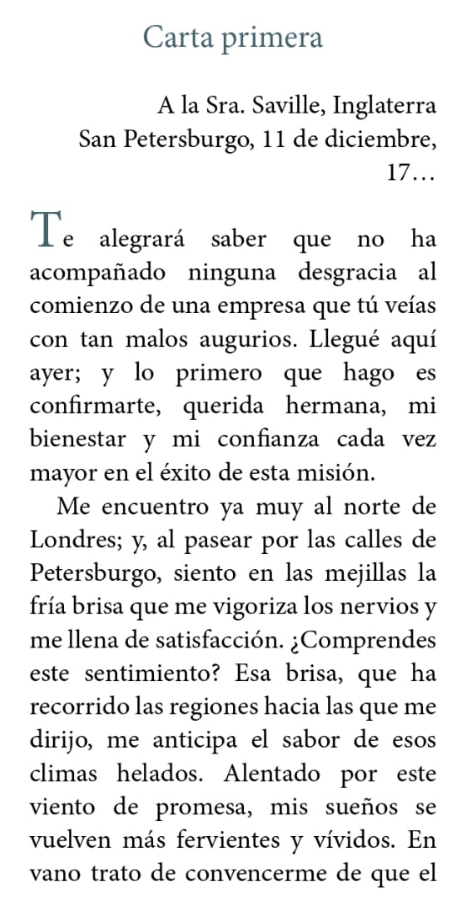 Carta primera
A la Sra. Saville, Inglaterra
San Petersburgo, 11 de diciembre,
17…
Te alegrará saber que no ha
acompañado ninguna desgracia al
comienzo de una empresa que tú veías
con tan malos augurios. Llegué aquí
ayer; y lo primero que hago es
confirmarte, querida hermana, mi
bienestar y mi confianza cada vez
mayor en el éxito de esta misión.
Me encuentro ya muy al norte de
Londres; y, al pasear por las calles de
Petersburgo, siento en las mejillas la
fría brisa que me vigoriza los nervios y
me llena de satisfacción. ¿Comprendes
este sentimiento? Esa brisa, que ha
recorrido las regiones hacia las que me
dirijo, me anticipa el sabor de esos
climas helados. Alentado por este
viento de promesa, mis sueños se
vuelven más fervientes y vívidos. En
vano trato de convencerme de que el